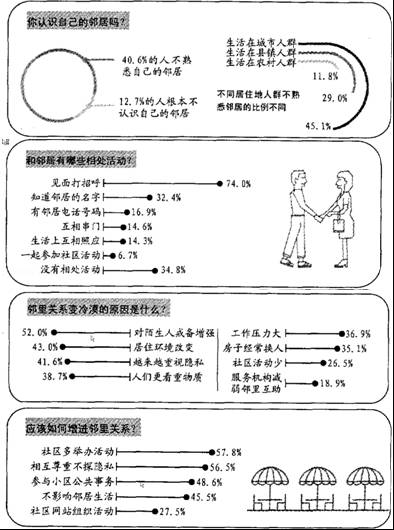 你认识自己的邻居吗？
40.6%的人不熟
悉自己的邻居
12.7%的人根本不
认识自己的邻居
生活在城市人群
生活在县镇人群
生活在农村人群
11.8%
29.0%
45.1%
不同居住地人群不熟
悉邻居的比例不同
和邻居有哪些相处活动？
见面打招呼 74.0%
知道邻居的名字 32.4%
有邻居电话号码 16.9%
互相串门 14.6%
生活上互相照应 14.3%
一起参加社区活动 6.7%
没有相处活动 34.8%
邻里关系变冷漠的原因是什么？
52.0% 对陌生人戒备增强
43.0% 居住环境改变
41.6% 越来越重视隐私
38.7% 人们更看重物质
工作压力大 36.9%
房子经常换人 35.1%
社区活动少 26.5%
服务机构减
弱邻里互助 18.9%
应该如何增进邻里关系？
社区多举办活动 57.8%
相互尊重不探隐私 56.5%
参与小区公共事务 48.6%
不影响邻居生活 45.5%
社区网站组织活动 27.5%